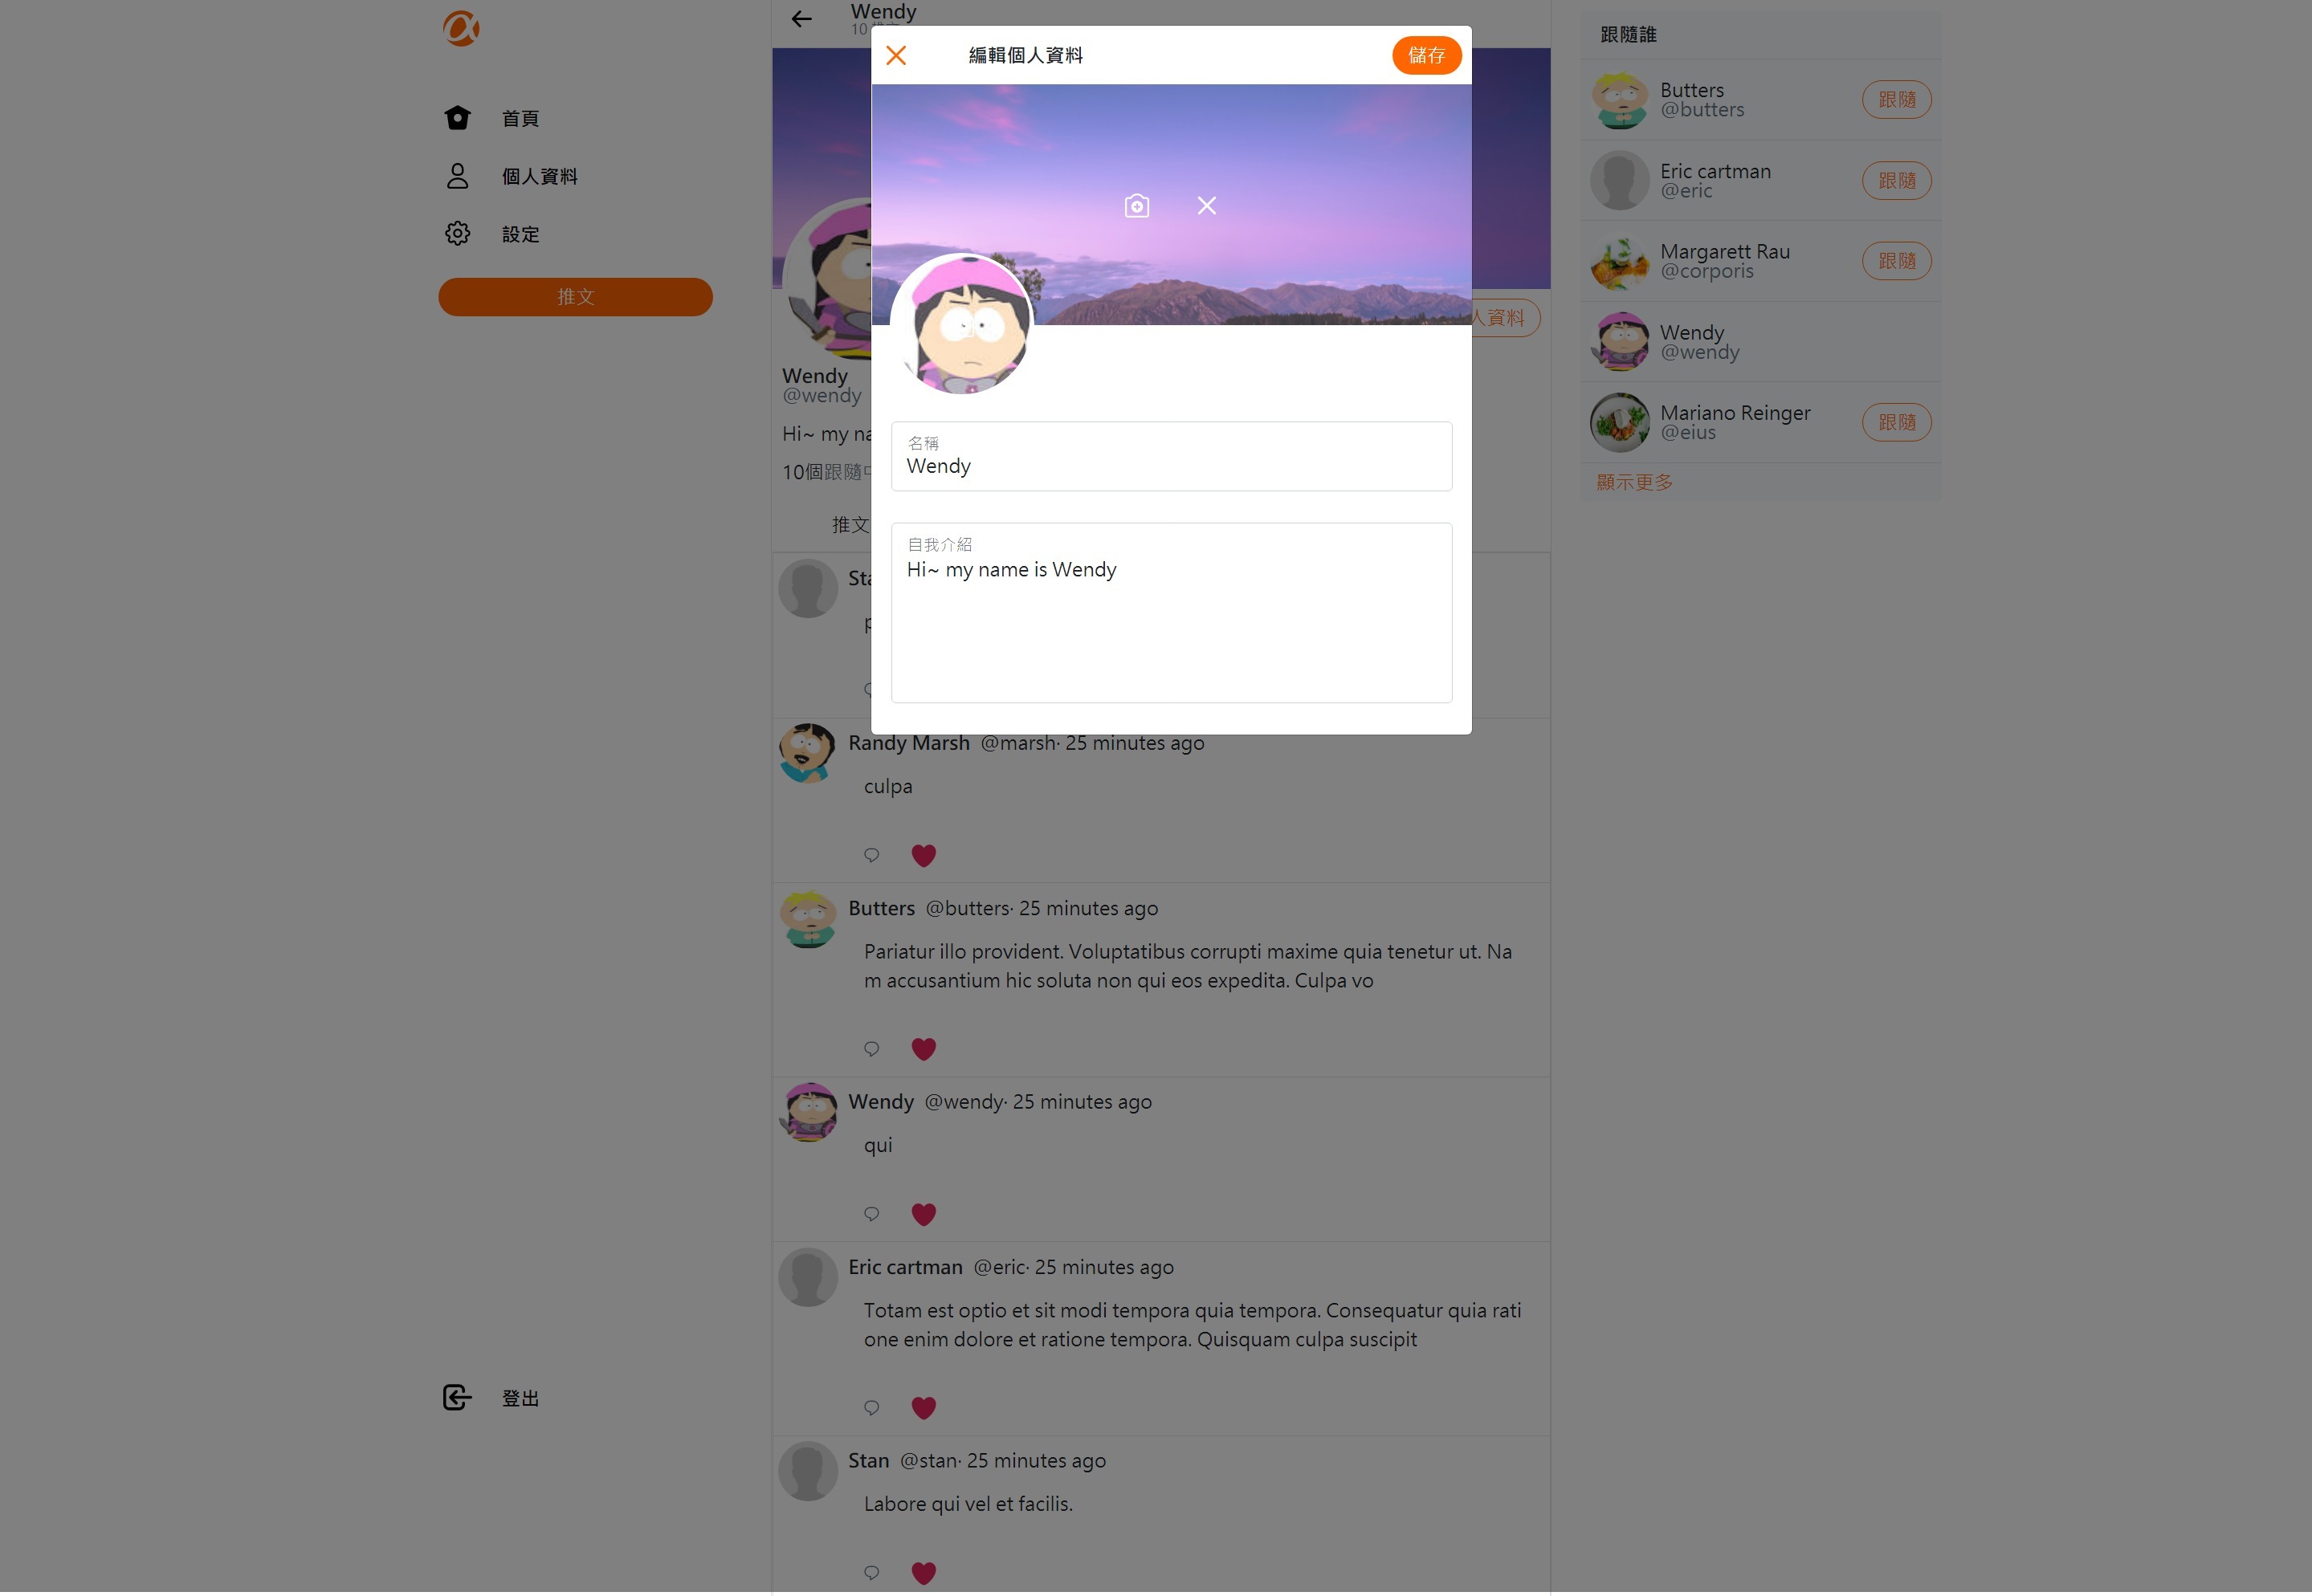 首頁
個人資料
設定
推文
登出
Wendy
10
編輯個人資料
儲存
人資料
Wendy
@wendy
Hi~ my na
10個跟隨中
推文
名稱
Wendy
自我介紹
Hi~ my name is Wendy
Sta
Randy Marsh @marsh· 25 minutes ago
culpa
Butters @butters· 25 minutes ago
Pariatur illo provident. Voluptatibus corrupti maxime quia tenetur ut. Na
m accusantium hic soluta non qui eos expedita. Culpa vo
Wendy @wendy· 25 minutes ago
qui
Eric cartman @eric· 25 minutes ago
Totam est optio et sit modi tempora quia tempora. Consequatur quia rati
one enim dolore et ratione tempora. Quisquam culpa suscipit
Stan @stan· 25 minutes ago
Labore qui vel et facilis.
跟隨誰
Butters
@butters
跟隨
Eric cartman
@eric
跟隨
Margarett Rau
@corporis
跟隨
Wendy
@wendy
Mariano Reinger
@eius
跟隨
顯示更多